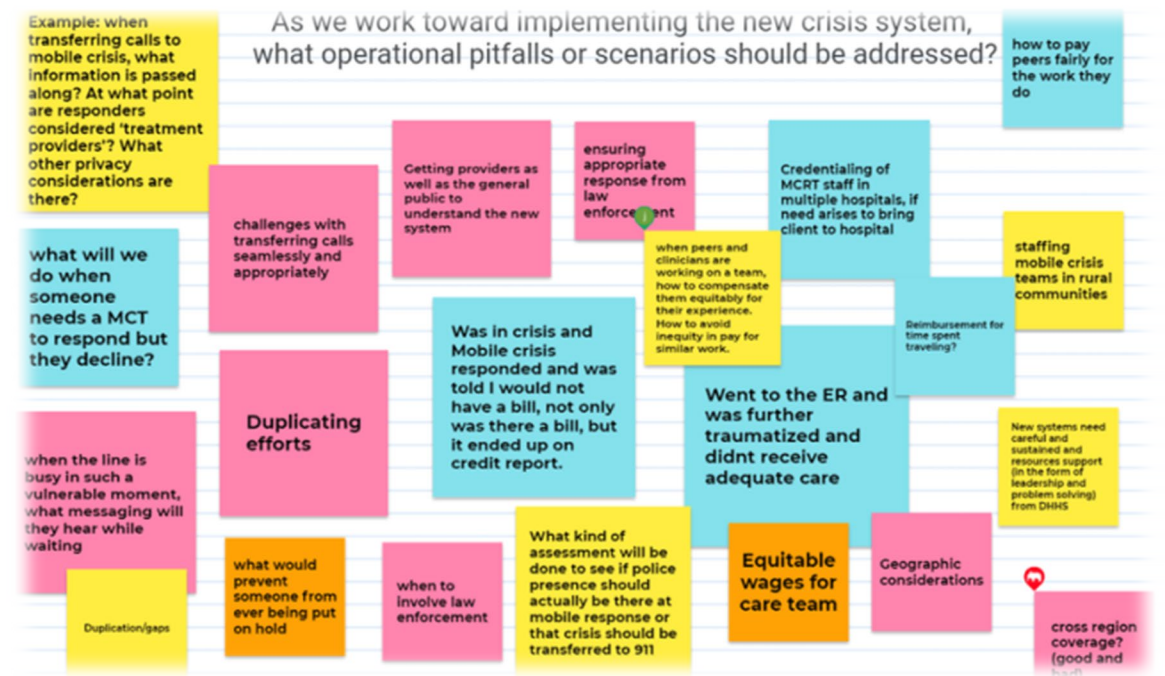 As we work toward implementing the new crisis system,
what operational pitfalls or scenarios should be addressed?
Example: when
transferring calls to
mobile crisis, what
information is passed
along? At what point
are responders
considered 'treatment
providers'? What
other privacy
considerations are
there?
how to pay
peers fairly for
the work they
do
challenges with
transferring calls
seamlessly and
appropriately
Getting providers as
well as the general
public to
understand the new
system
ensuring
appropriate
response from
law
enforcement
Credentialing of
MCRT staff in
multiple hospitals, if
need arises to bring
client to hospital
what will we
do when
someone
needs a MCT
to respond but
they decline?
when peers and
clinicians are
working on a team,
how to compensate
them equitably for
their experience.
How to avoid
inequity in pay for
similar work.
staffing
mobile crisis
teams in rural
communities
Reimbursement for
time spent
traveling?
Was in crisis and
Mobile crisis
responded and was
told I would not
have a bill, not only
was there a bill, but
it ended up on
credit report.
Duplicating
efforts
Went to the ER and
was further
traumatized and
didnt receive
adequate care
New systems need
careful and
sustained and
resources support
(in the form of
leadership and
problem solving)
from DHHS
when the line is
busy in such a
vulnerable moment,
what messaging will
they hear while
waiting
Duplication/gaps
what would
prevent
someone from
ever being put
on hold
when to
involve law
enforcement
What kind of
assessment will be
done to see if police
presence should
actually be there at
mobile response or
that crisis should be
transferred to 911
Equitable
wages for
care team
Geographic
considerations
cross region
coverage?
(good and